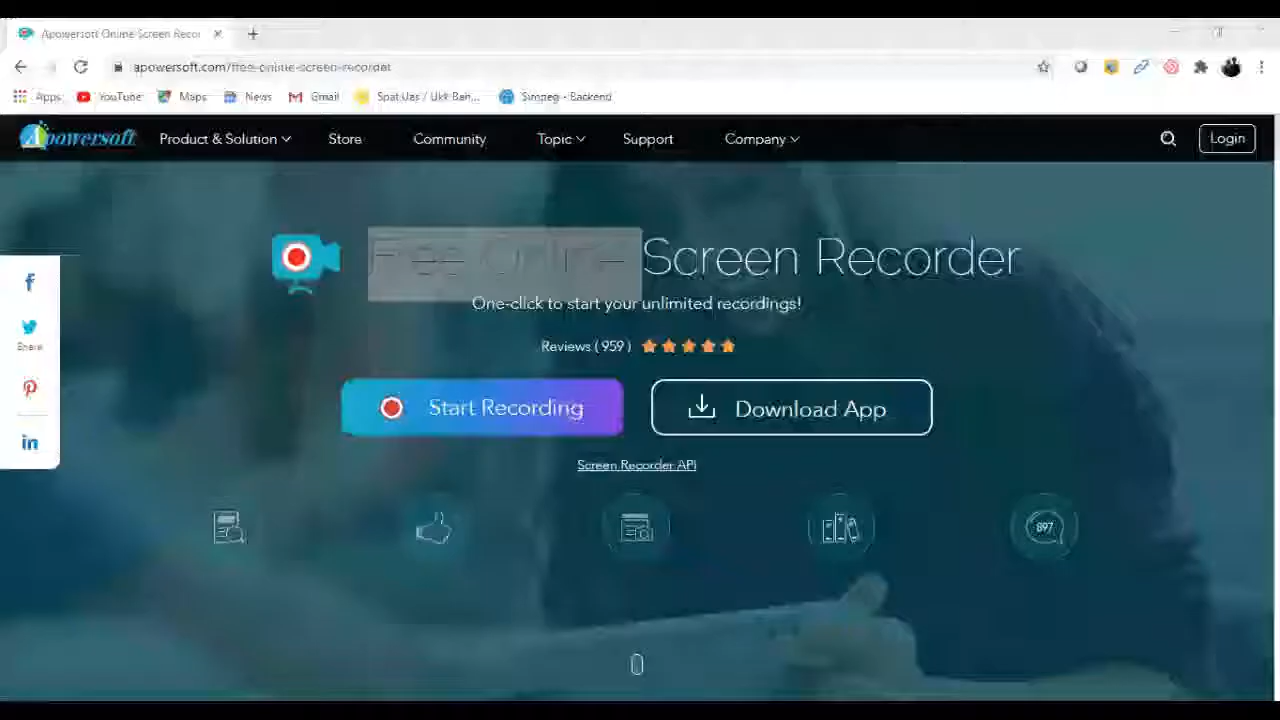 Apowersoft Online Screen Recor
apowersoft.com/free-online-screen-recorder
Apps YouTube Maps News Gmail Simpeg - Backend
Apowersoft Product & Solution Store Community Topic Support Company Login
Free Online Screen Recorder
One-click to start your unlimited recordings!
Reviews ( 959 )
Share
Start Recording Download App
Screen Recorder API
897